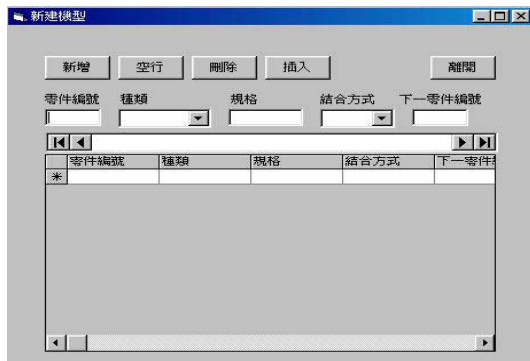 新建機型
新增 空行 刪除 插入 離開
零件編號 種類 規格 結合方式 下一零件編號
零件編號 種類 規格 結合方式 下一零件